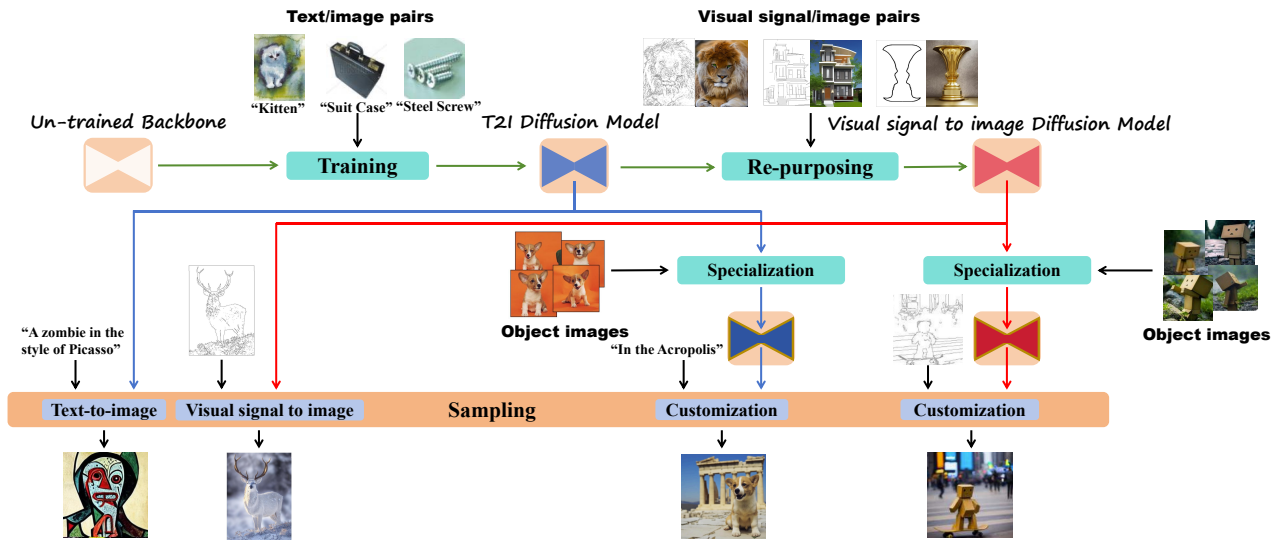 Text/image pairs
Visual signal/image pairs
“Kitten”
“Suit Case”
“Steel Screw”
Un-trained Backbone
T2I Diffusion Model
Visual signal to image Diffusion Model
Training
Re-purposing
Specialization
Specialization
Object images
Object images
“A zombie in the
style of Picasso”
“In the Acropolis”
Text-to-image
Visual signal to image
Sampling
Customization
Customization